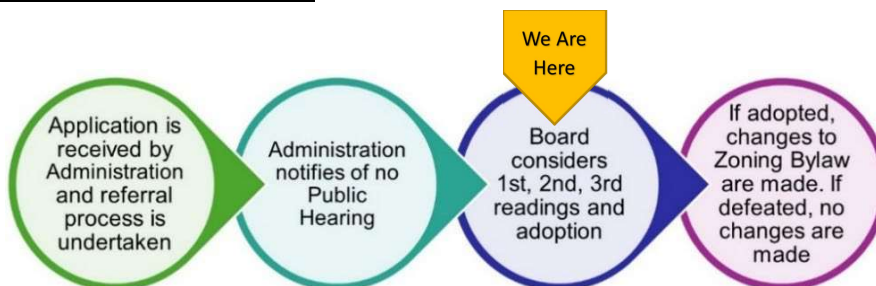 We Are
Here
Application is
received by
Administration
and referral
process is
undertaken
Administration
notifies of no
Public
Hearing
Board
considers
1st, 2nd, 3rd
readings and
adoption
If adopted,
changes to
Zoning Bylaw
are made. If
defeated, no
changes are
made